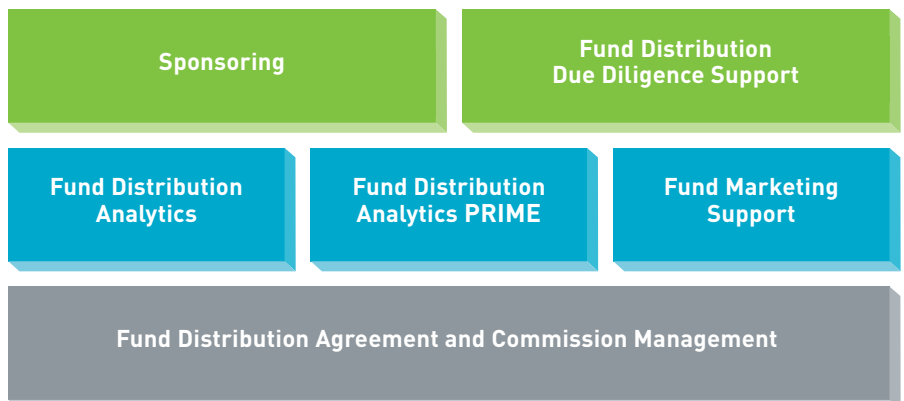 Sponsoring
Fund Distribution
Due Diligence Support
Fund Distribution
Analytics
Fund Distribution
Analytics PRIME
Fund Marketing
Support
Fund Distribution Agreement and Commission Management